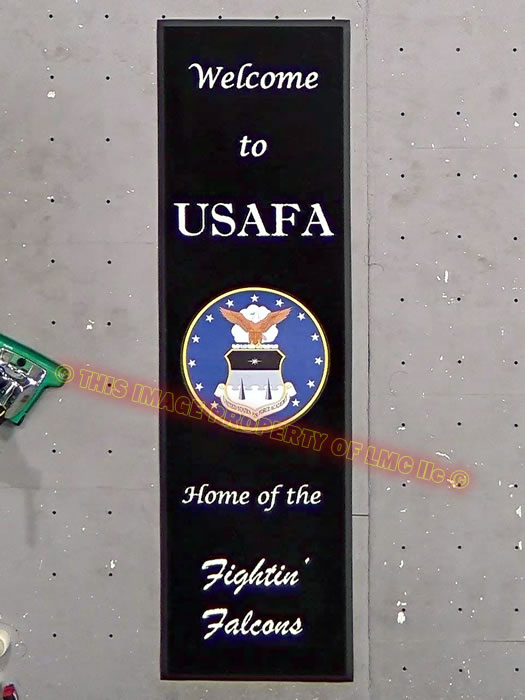 Welcome
to
USAFA
UNITED STATES AIR FORCE ACADEMY
© THIS IMAGE PROPERTY OF LMC llc ©
Home of the
Fightin'
Falcons